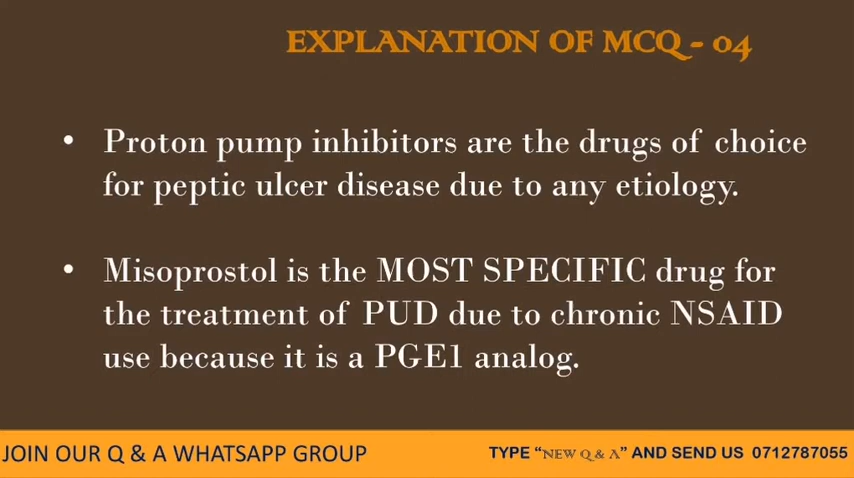 EXPLANATION OF MCQ - 04
• Proton pump inhibitors are the drugs of choice
for peptic ulcer disease due to any etiology.
• Misoprostol is the MOST SPECIFIC drug for
the treatment of PUD due to chronic NSAID
use because it is a PGE1 analog.
JOIN OUR Q & A WHATSAPP GROUP
TYPE “NEW Q & A” AND SEND US 0712787055